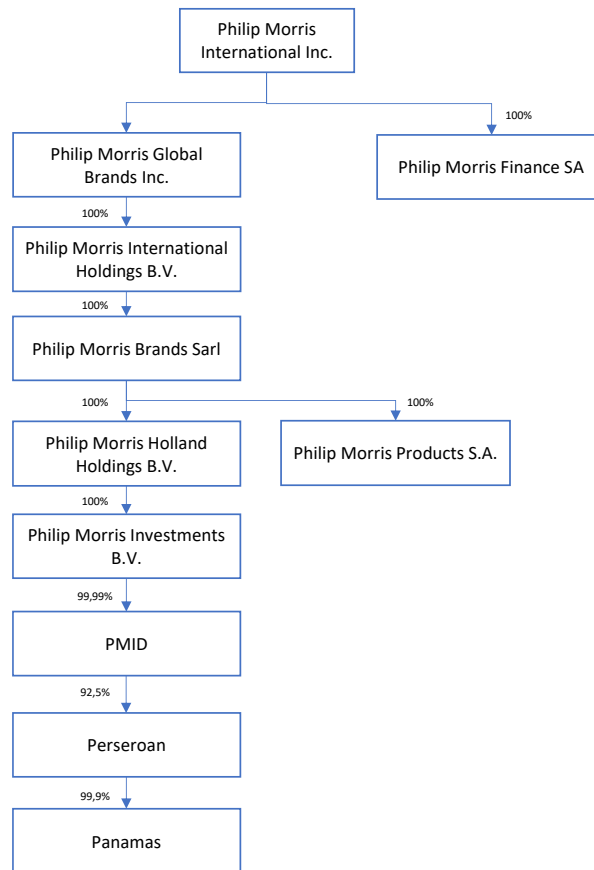 Philip Morris
International Inc.
100%
Philip Morris Global
Brands Inc.
Philip Morris Finance SA
100%
Philip Morris International
Holdings B.V.
100%
Philip Morris Brands Sarl
100%
100%
Philip Morris Holland
Holdings B.V.
Philip Morris Products S.A.
100%
Philip Morris Investments
B.V.
99,99%
PMID
92,5%
Perseroan
99,9%
Panamas